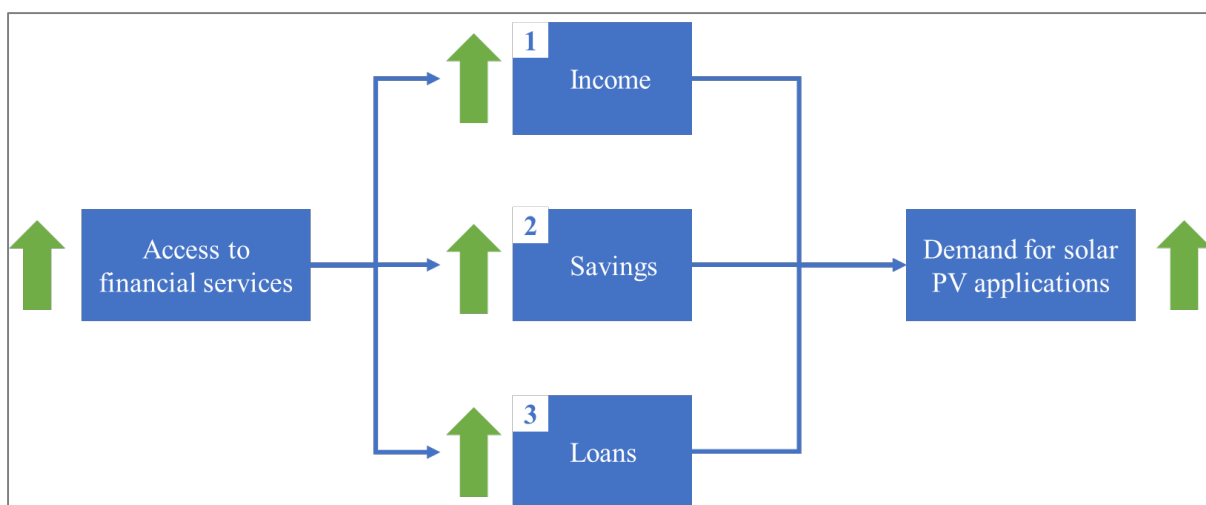 1
Income
Access to
financial services
2
Savings
Demand for solar
PV applications
3
Loans